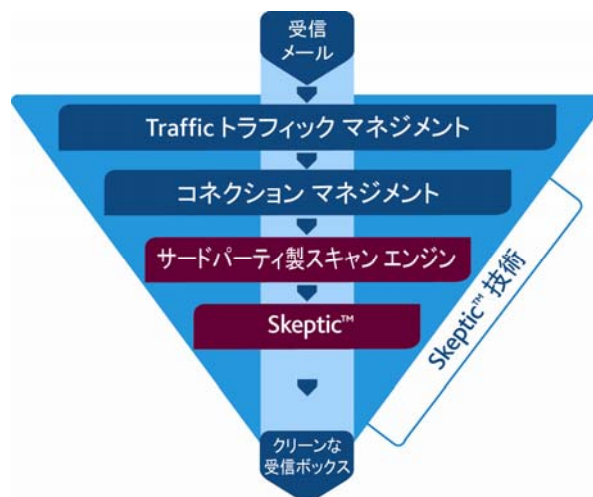 受信
メール
Traffic トラフィック マネジメント
コネクション マネジメント
サードパーティ製スキャン エンジン
Skeptic™
Skeptic™ 技術
クリーンな
受信ボックス